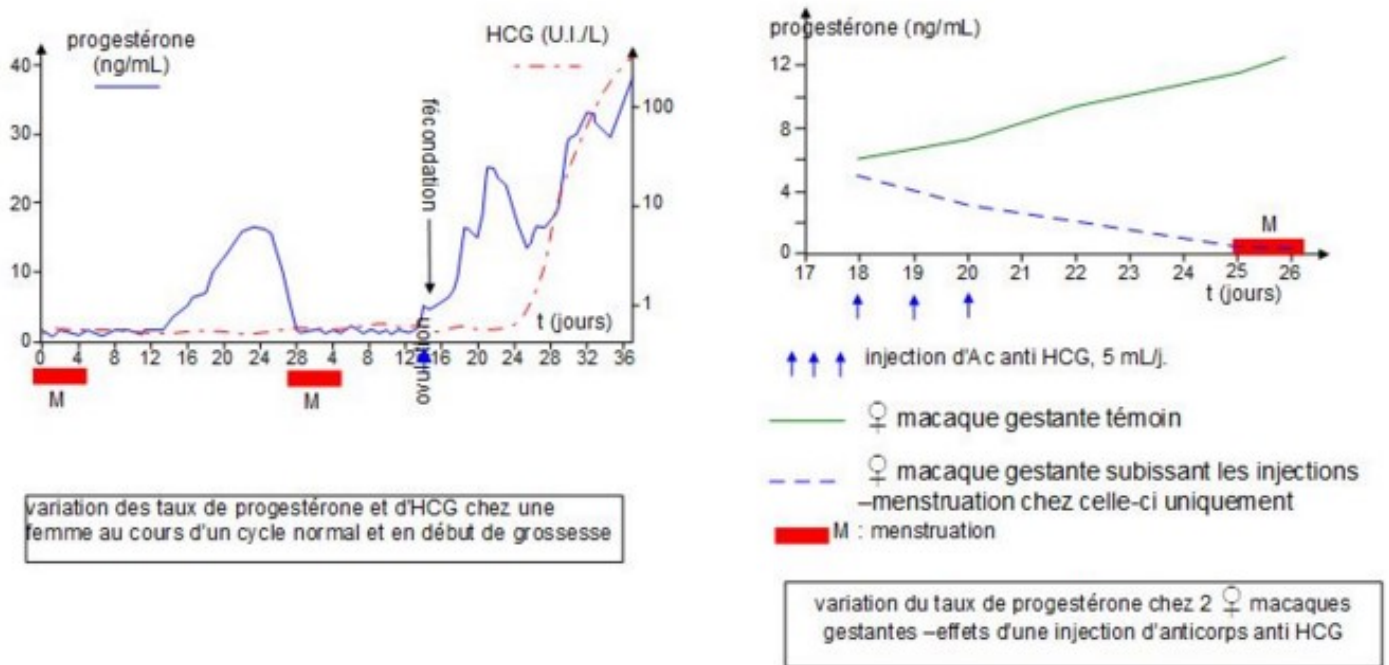 progestérone
(ng/mL)
HCG (U.I./L)
40
30
20
10
0
100
10
1
fécondation
ovulation
t (jours)
0 4 8 12 16 20 24 28 4 8 12 16 20 24 28 32 36
M
M
variation des taux de progestérone et d'HCG chez une
femme au cours d'un cycle normal et en début de grossesse
progestérone (ng/mL)
12
8
4
0
M
17 18 19 20 21 22 23 24 25 26
t (jours)
injection d'Ac anti HCG, 5 mL/j.
♀ macaque gestante témoin
♀ macaque gestante subissant les injections
–menstruation chez celle-ci uniquement
M : menstruation
variation du taux de progestérone chez 2 ♀ macaques
gestantes –effets d'une injection d'anticorps anti HCG